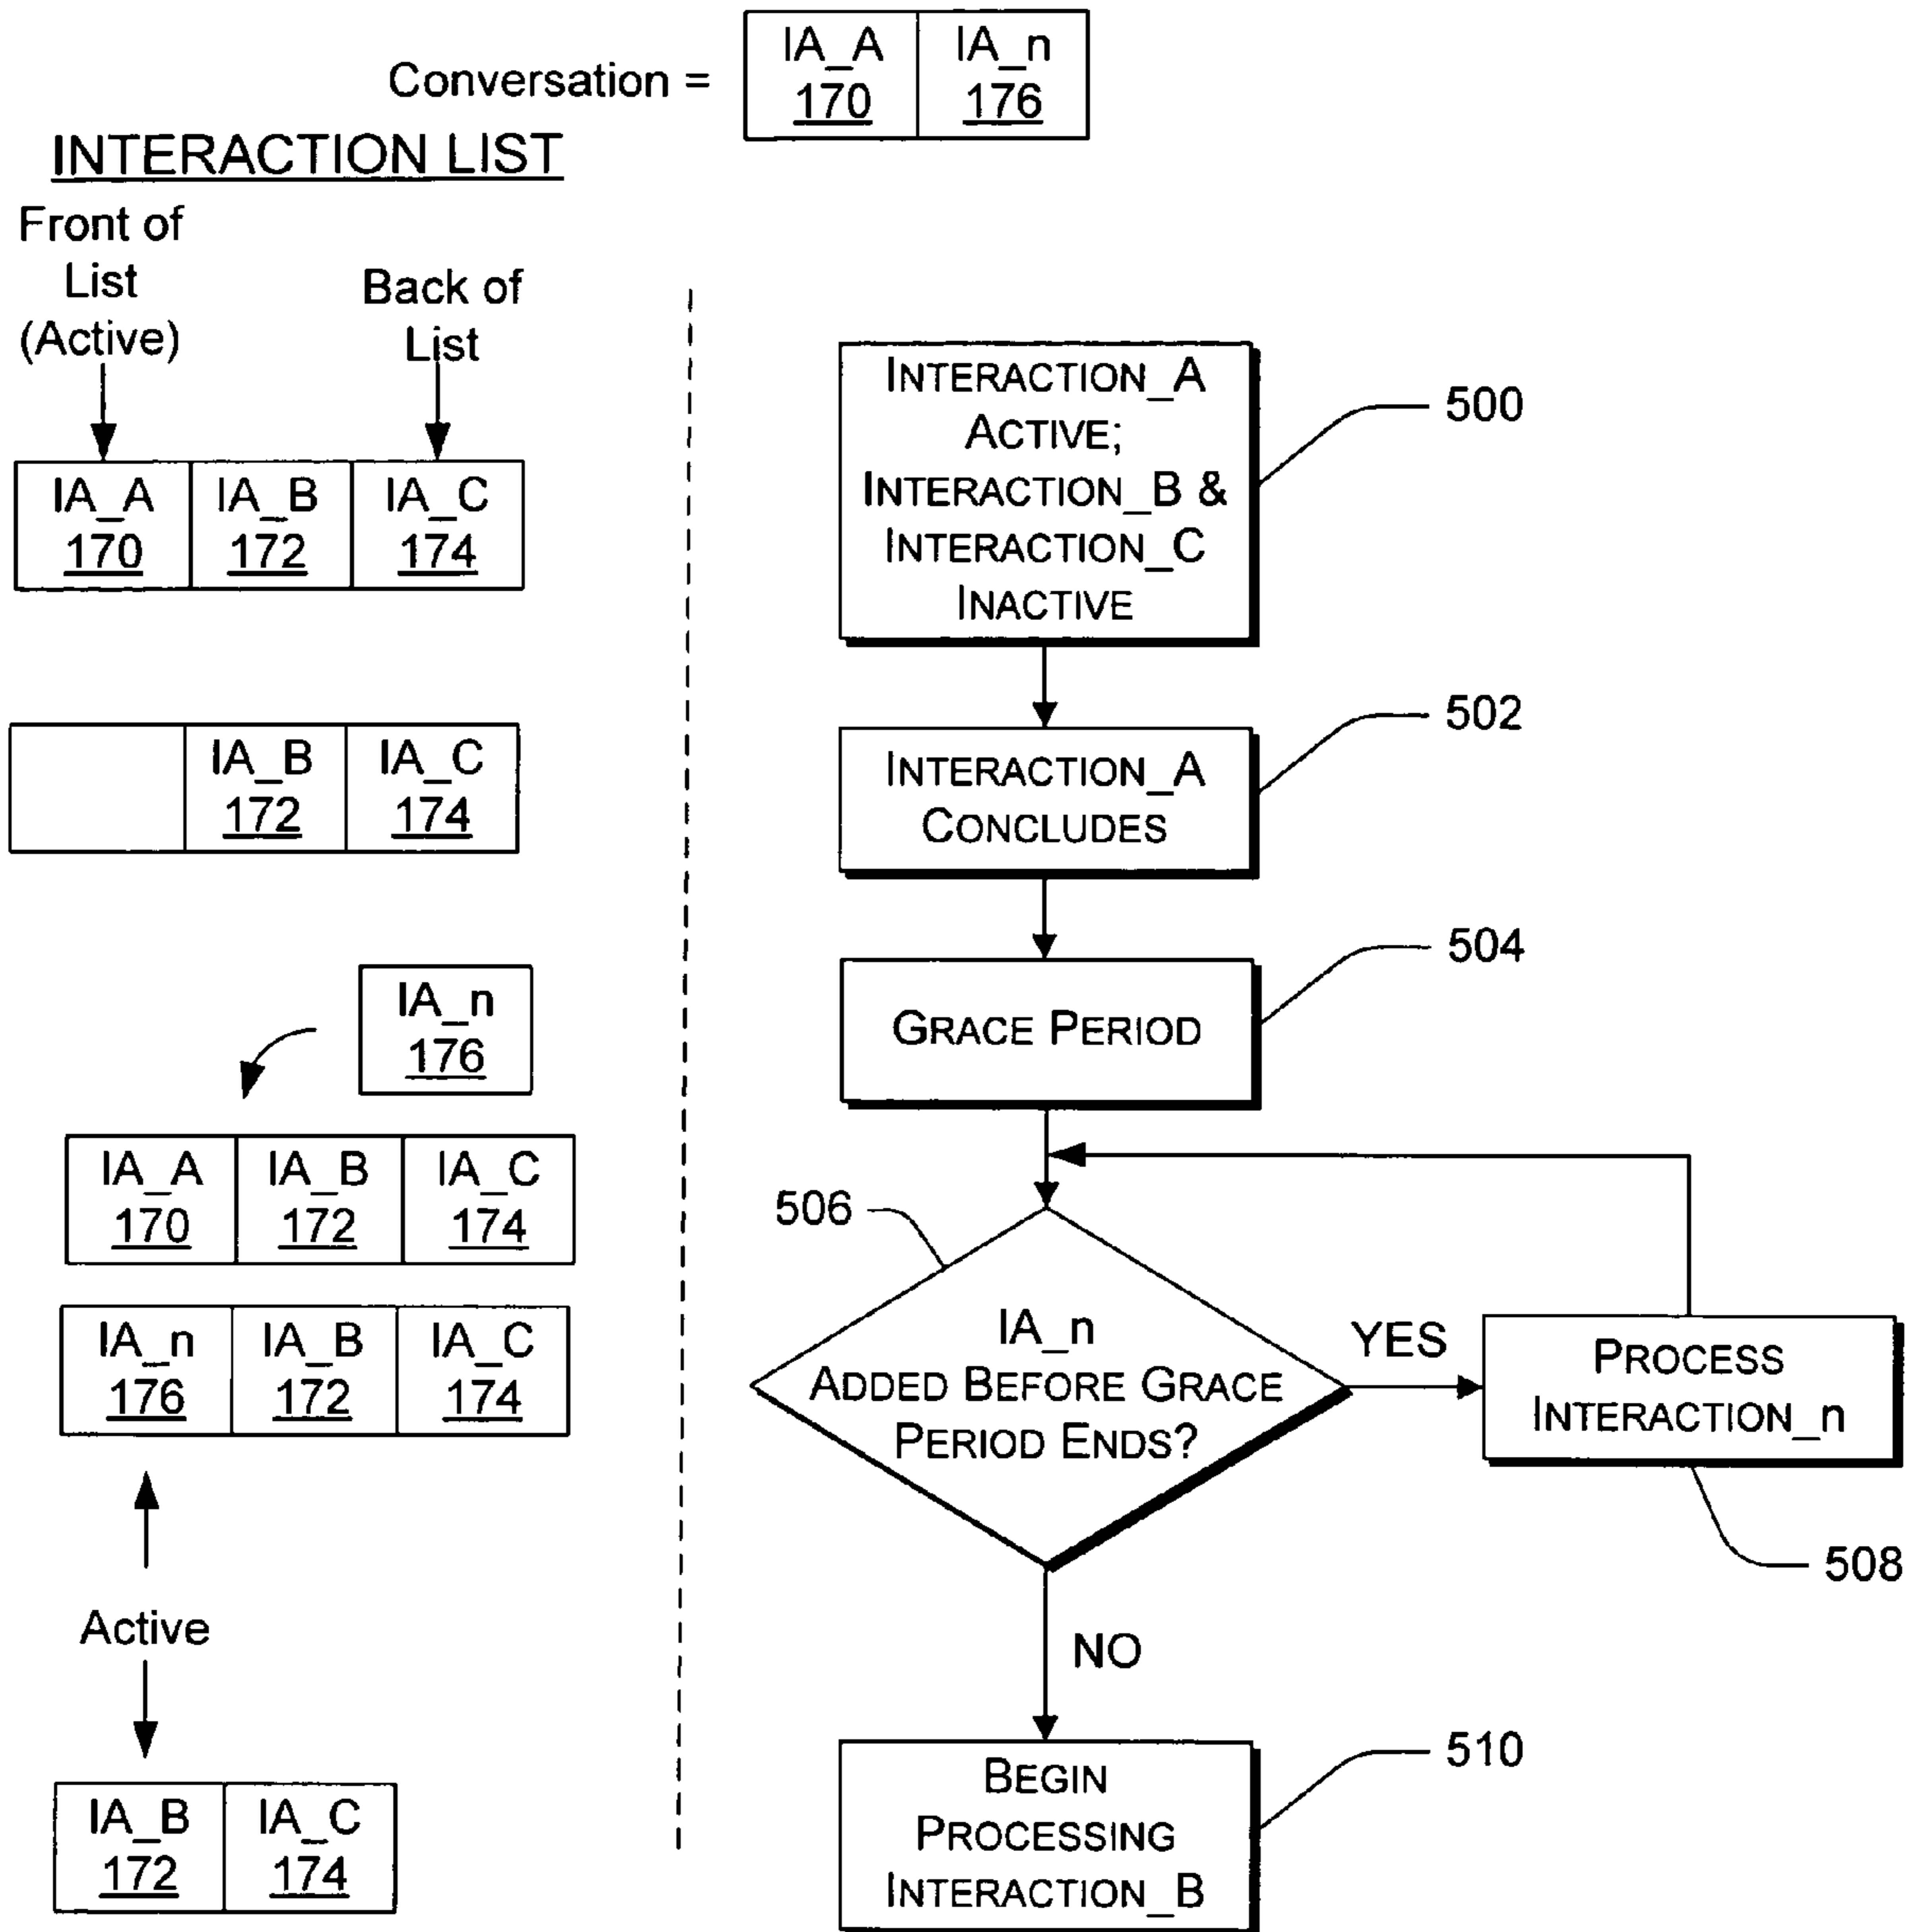 Conversation =
IA_A
170
IA_n
176
INTERACTION LIST
Front of
List
(Active)
Back of
List
IA_A
170
IA_B
172
IA_C
174
IA_B
172
IA_C
174
IA_n
176
IA_A
170
IA_B
172
IA_C
174
IA_n
176
IA_B
172
IA_C
174
Active
IA_B
172
IA_C
174
INTERACTION_A
ACTIVE;
INTERACTION_B &
INTERACTION_C
INACTIVE
500
INTERACTION_A
CONCLUDES
502
GRACE PERIOD
504
506
IA_n
ADDED BEFORE GRACE
PERIOD ENDS?
YES
PROCESS
INTERACTION_n
508
NO
BEGIN
PROCESSING
INTERACTION_B
510